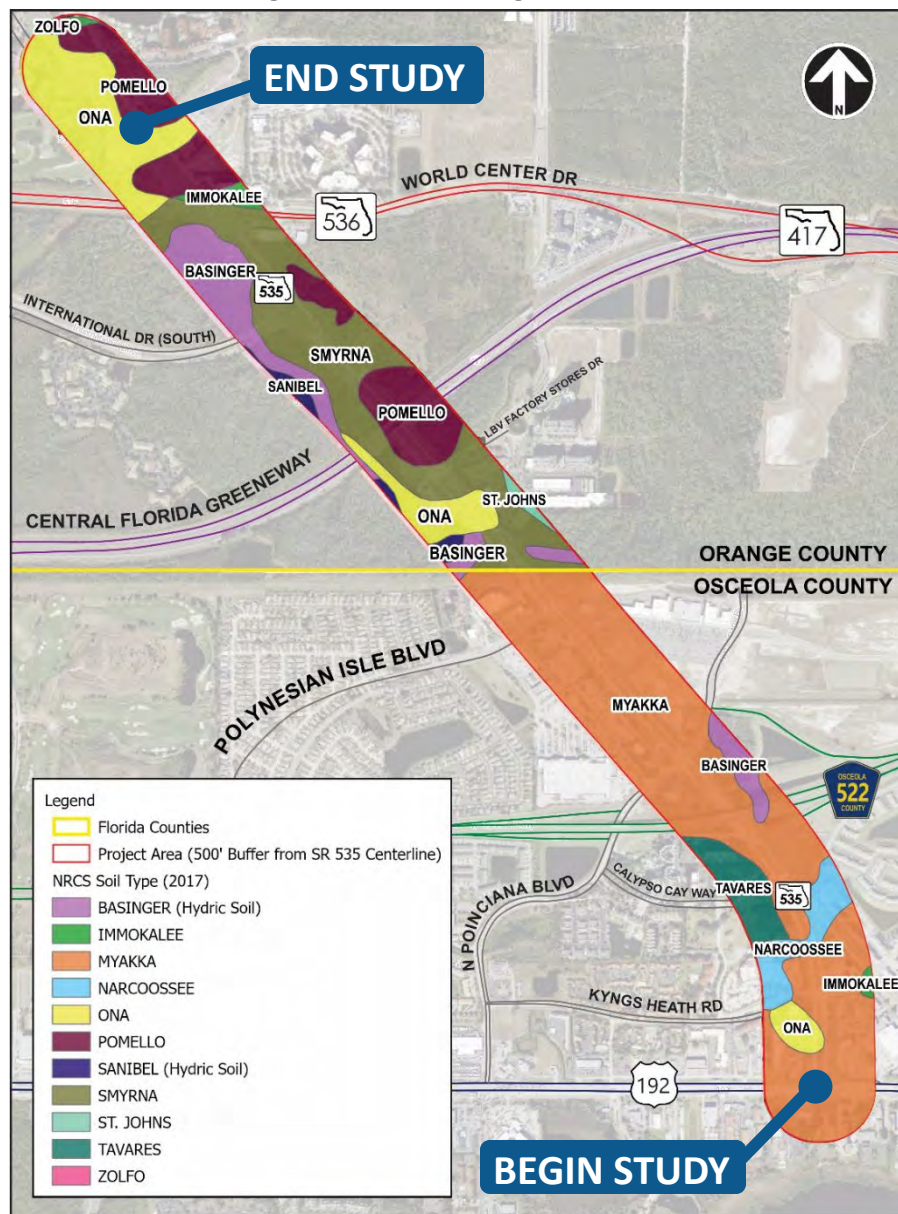 ZOLFO
END STUDY
POMELLO
ONA
N
WORLD CENTER DR
IMMOKALEE
536
417
BASINGER
535
INTERNATIONAL DR (SOUTH)
SMYRNA
SANIBEL
POMELLO
LBV FACTORY STORES DR
CENTRAL FLORIDA GREENEWAY
ST. JOHNS
ONA
BASINGER
ORANGE COUNTY
OSCEOLA COUNTY
POLYNESIAN ISLE BLVD
MYAKKA
BASINGER
OSCEOLA
522
COUNTY
N POINCIANA BLVD
CALYPSO CAY WAY
TAVARES
535
NARCOOSSEE
IMMOKALEE
KYNGS HEATH RD
ONA
192
BEGIN STUDY
Legend
Florida Counties
Project Area (500' Buffer from SR 535 Centerline)
NRCS Soil Type (2017)
BASINGER (Hydric Soil)
IMMOKALEE
MYAKKA
NARCOOSSEE
ONA
POMELLO
SANIBEL (Hydric Soil)
SMYRNA
ST. JOHNS
TAVARES
ZOLFO